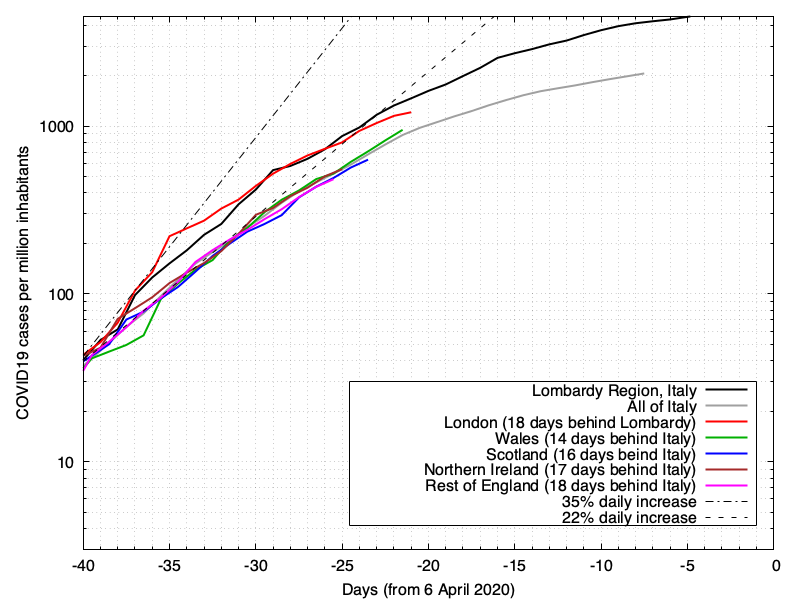 COVID19 cases per million inhabitants
1000
100
10
Lombardy Region, Italy
All of Italy
London (18 days behind Lombardy)
Wales (14 days behind Italy)
Scotland (16 days beind Italy)
Northern Ireland (17 days behind Italy)
Rest of England (18 days behind Italy)
35% daily increase
22% daily increase
-40 -35 -30 -25 -20 -15 -10 -5 0
Days (from 6 April 2020)